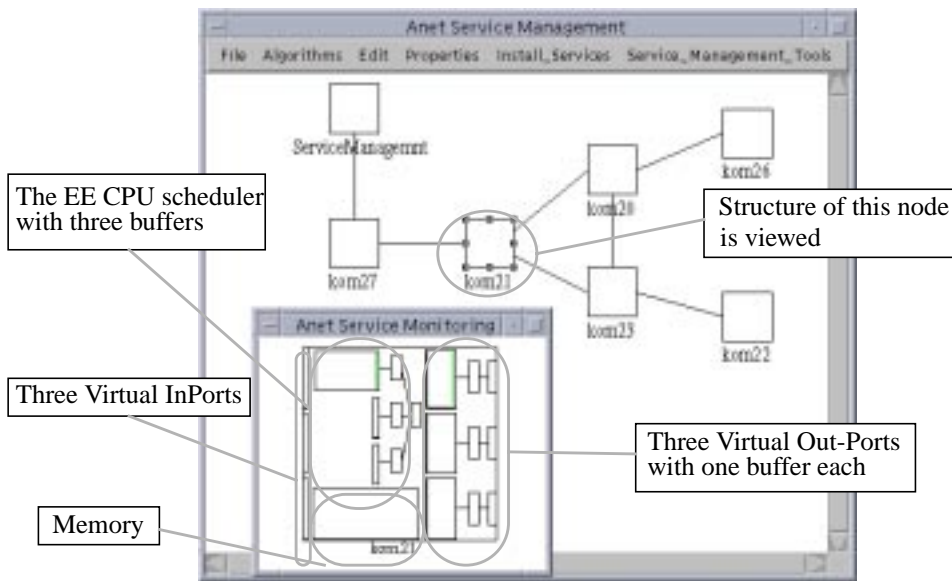 Anet Service Management
File Algorithms Edit Properties Install_Services Service_Management_Tools
ServiceManagemnt
kom26
kom20
The EE CPU scheduler
with three buffers
Structure of this node
is viewed
kom27
kom21
kom23
kom22
Anet Service Monitoring
Three Virtual InPorts
Three Virtual Out-Ports
with one buffer each
Memory
kom21